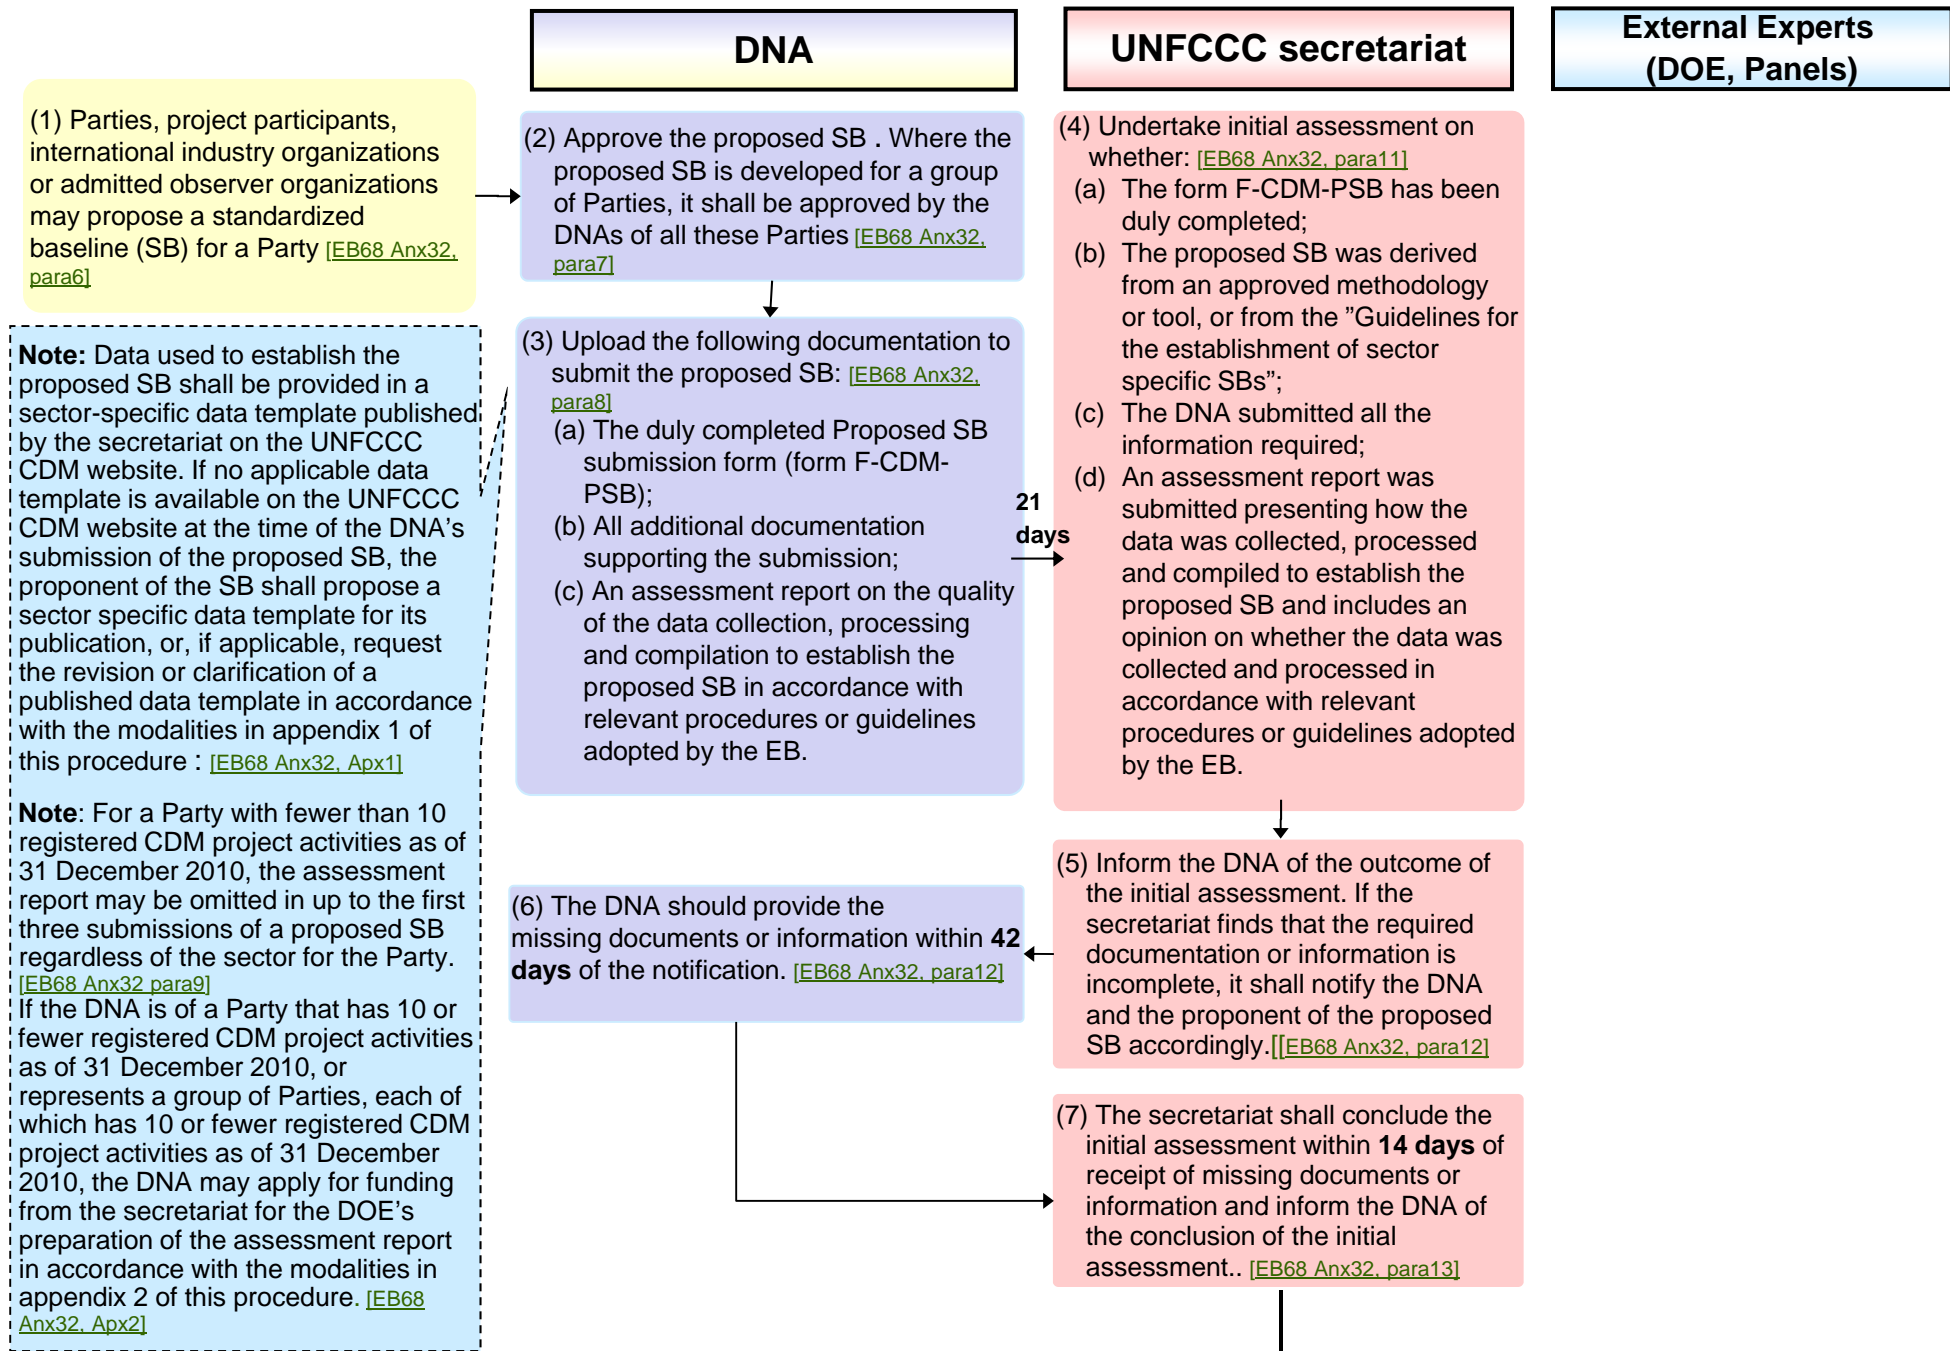 DNA
UNFCCC secretariat
External Experts
(DOE, Panels)
(1) Parties, project participants,
international industry organizations
or admitted observer organizations
may propose a standardized
baseline (SB) for a Party [EB68 Anx32,
para6]
(2) Approve the proposed SB . Where the
proposed SB is developed for a group
of Parties, it shall be approved by the
DNAs of all these Parties [EB68 Anx32,
para7]
(3) Upload the following documentation to
submit the proposed SB: [EB68 Anx32,
para8]
(a) The duly completed Proposed SB
submission form (form F-CDM-
PSB);
(b) All additional documentation
supporting the submission;
(c) An assessment report on the quality
of the data collection, processing
and compilation to establish the
proposed SB in accordance with
relevant procedures or guidelines
adopted by the EB.
21
days
(4) Undertake initial assessment on
whether: [EB68 Anx32, para11]
(a) The form F-CDM-PSB has been
duly completed;
(b) The proposed SB was derived
from an approved methodology
or tool, or from the ”Guidelines for
the establishment of sector
specific SBs”;
(c) The DNA submitted all the
information required;
(d) An assessment report was
submitted presenting how the
data was collected, processed
and compiled to establish the
proposed SB and includes an
opinion on whether the data was
collected and processed in
accordance with relevant
procedures or guidelines adopted
by the EB.
Note: Data used to establish the
proposed SB shall be provided in a
sector-specific data template published
by the secretariat on the UNFCCC
CDM website. If no applicable data
template is available on the UNFCCC
CDM website at the time of the DNA’s
submission of the proposed SB, the
proponent of the SB shall propose a
sector specific data template for its
publication, or, if applicable, request
the revision or clarification of a
published data template in accordance
with the modalities in appendix 1 of
this procedure : [EB68 Anx32, Apx1]
Note: For a Party with fewer than 10
registered CDM project activities as of
31 December 2010, the assessment
report may be omitted in up to the first
three submissions of a proposed SB
regardless of the sector for the Party.
[EB68 Anx32 para9]
If the DNA is of a Party that has 10 or
fewer registered CDM project activities
as of 31 December 2010, or
represents a group of Parties, each of
which has 10 or fewer registered CDM
project activities as of 31 December
2010, the DNA may apply for funding
from the secretariat for the DOE’s
preparation of the assessment report
in accordance with the modalities in
appendix 2 of this procedure. [EB68
Anx32, Apx2]
(5) Inform the DNA of the outcome of
the initial assessment. If the
secretariat finds that the required
documentation or information is
incomplete, it shall notify the DNA
and the proponent of the proposed
SB accordingly.[[EB68 Anx32, para12]
(6) The DNA should provide the
missing documents or information within 42
days of the notification. [EB68 Anx32, para12]
(7) The secretariat shall conclude the
initial assessment within 14 days of
receipt of missing documents or
information and inform the DNA of
the conclusion of the initial
assessment.. [EB68 Anx32, para13]